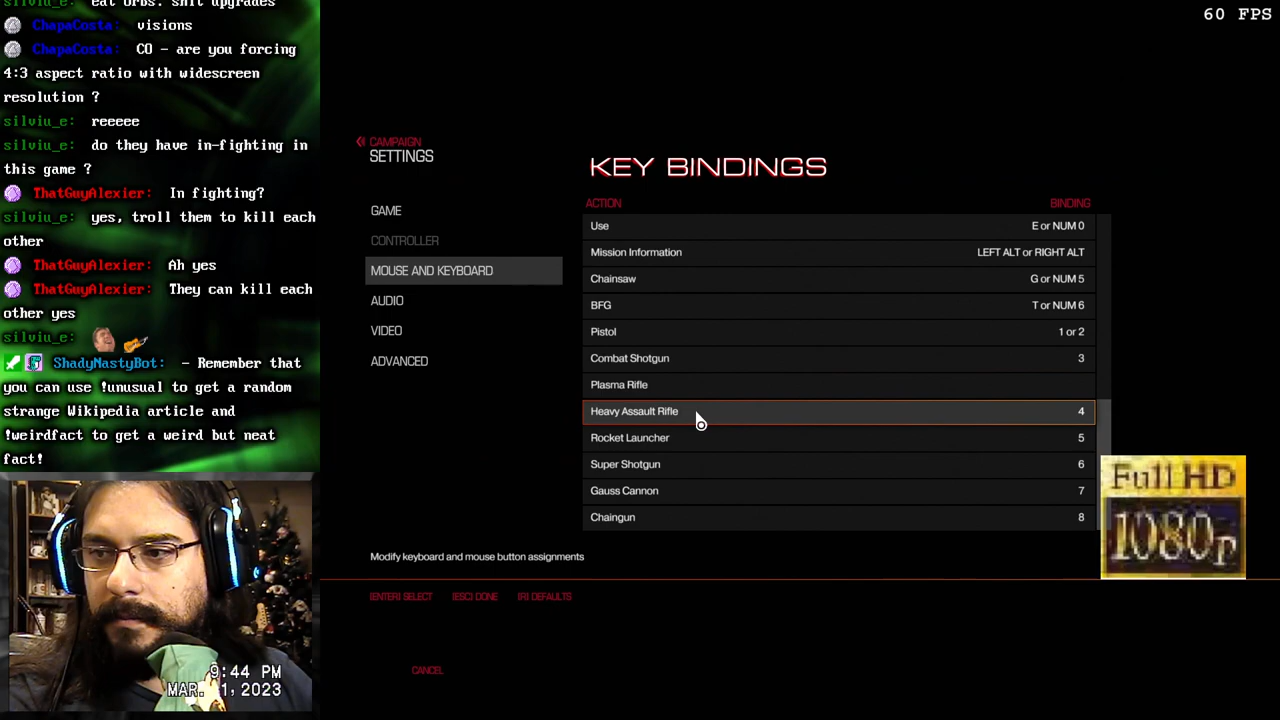 silviu_e: eat orbs. shit upgrades
ChapaCosta: visions
ChapaCosta: CO - are you forcing
4:3 aspect ratio with widescreen
resolution ?
silviu_e: reeeee
silviu_e: do they have in-fighting in
this game ?
ThatGuyAlexier: In fighting?
silviu_e: yes, troll them to kill each
other
ThatGuyAlexier: Ah yes
ThatGuyAlexier: They can kill each
other yes
silviu_e:
ShadyNastyBot: - Remember that
you can use !unusual to get a random
strange Wikipedia article and
!weirdfact to get a weird but neat
fact!
9:44 PM
60 FPS
CAMPAIGN
SETTINGS
GAME
CONTROLLER
MOUSE AND KEYBOARD
AUDIO
VIDEO
ADVANCED
KEY BINDINGS
ACTION BINDING
Use E or NUM 0
Mission Information LEFT ALT or RIGHT ALT
Chainsaw G or NUM 5
BFG T or NUM 6
Pistol 1 or 2
Combat Shotgun 3
Plasma Rifle
Heavy Assault Rifle 4
Rocket Launcher 5
Super Shotgun 6
Gauss Cannon 7
Chaingun 8
Modify keyboard and mouse button assignments
[ENTER] SELECT [ESC] DONE [R] DEFAULTS
CANCEL
Full HD
1080p